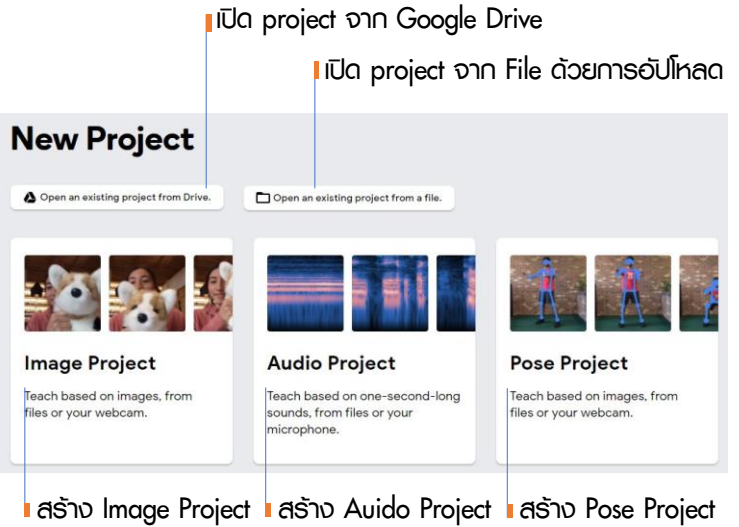 เปิด project จาก Google Drive
เปิด project จาก File ด้วยการอัปโหลด
New Project
Open an existing project from Drive.
Open an existing project from a file.
Image Project
Teach based on images, from
files or your webcam.
Audio Project
Teach based on one-second-long
sounds, from files or your
microphone.
Pose Project
Teach based on images, from
files or your webcam.
สร้าง Image Project
สร้าง Auido Project
สร้าง Pose Project